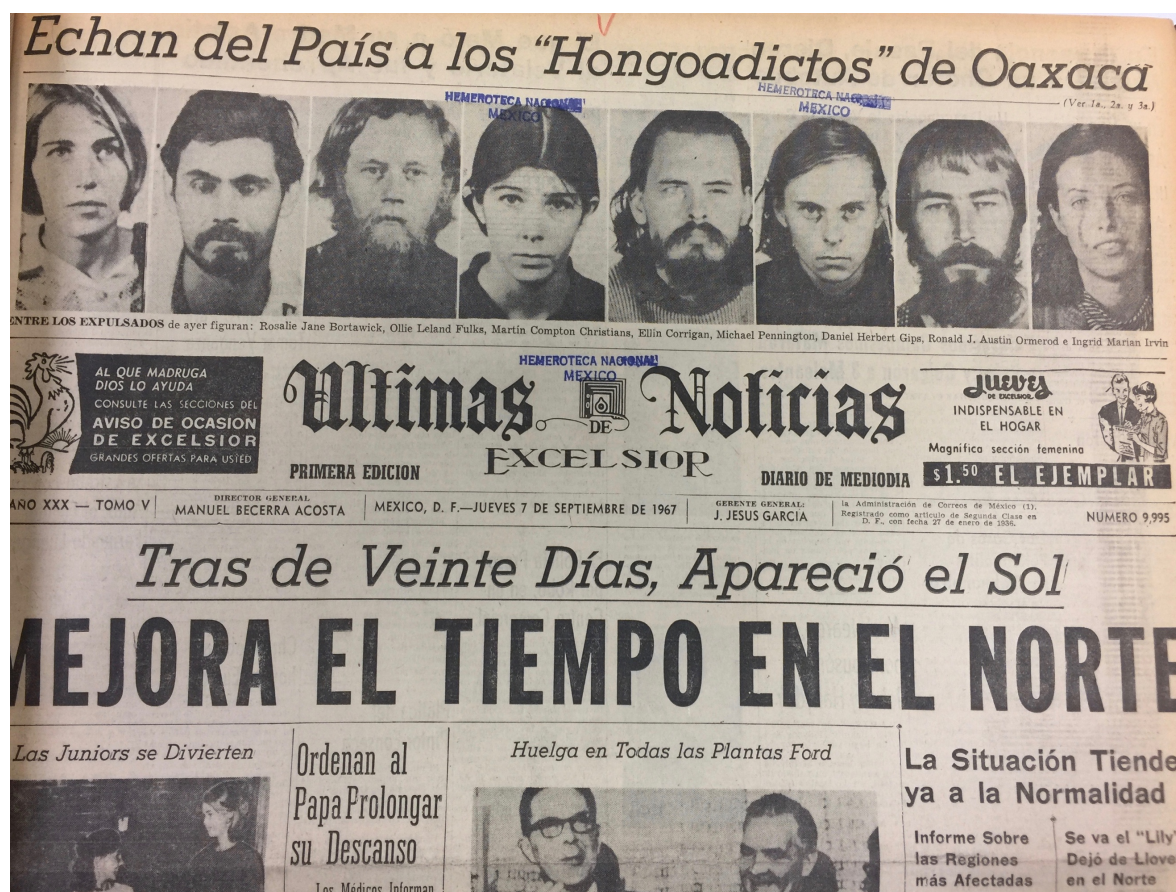 Echan del País a los "Hongoadictos" de Oaxaca
(Ver 1a., 2a. y 3a.)
HEMEROTECA NACIONAL
MEXICO
HEMEROTECA NACIONAL
MEXICO
ENTRE LOS EXPULSADOS de ayer figuran: Rosalie Jane Bortawick, Ollie Leland Fulks, Martin Compton Christians, Ellin Corrigan, Michael Pennington, Daniel Herbert Gips, Ronald J. Austin Ormerod e Ingrid Marian Irvin
AL QUE MADRUGA
DIOS LO AYUDA
CONSULTE LAS SECCIONES DEL
AVISO DE OCASION
DE EXCELSIOR
GRANDES OFERTAS PARA USTED
HEMEROTECA NACIONAL
MEXICO
Ultimas Noticias
DE
EXCELSIOR
PRIMERA EDICION
DIARIO DE MEDIODIA
JUEVES
DE EXCELSIOR
INDISPENSABLE EN
EL HOGAR
Magnífica sección femenina
$1.50 EL EJEMPLAR
AÑO XXX — TOMO V
DIRECTOR GENERAL
MANUEL BECERRA ACOSTA
MEXICO, D. F.—JUEVES 7 DE SEPTIEMBRE DE 1967
GERENTE GENERAL:
J. JESUS GARCIA
la Administración de Correos de México (1).
Registrado como artículo de Segunda Clase en
D. F., con fecha 27 de enero de 1936.
NUMERO 9,995
Tras de Veinte Días, Apareció el Sol
MEJORA EL TIEMPO EN EL NORTE
Las Juniors se Divierten
Ordenan al
Papa Prolongar
su Descanso
Los Médicos Informan
Huelga en Todas las Plantas Ford
La Situación Tiende
ya a la Normalidad
Informe Sobre
las Regiones
más Afectadas
Se va el "Lily"
Dejó de Llove
en el Norte